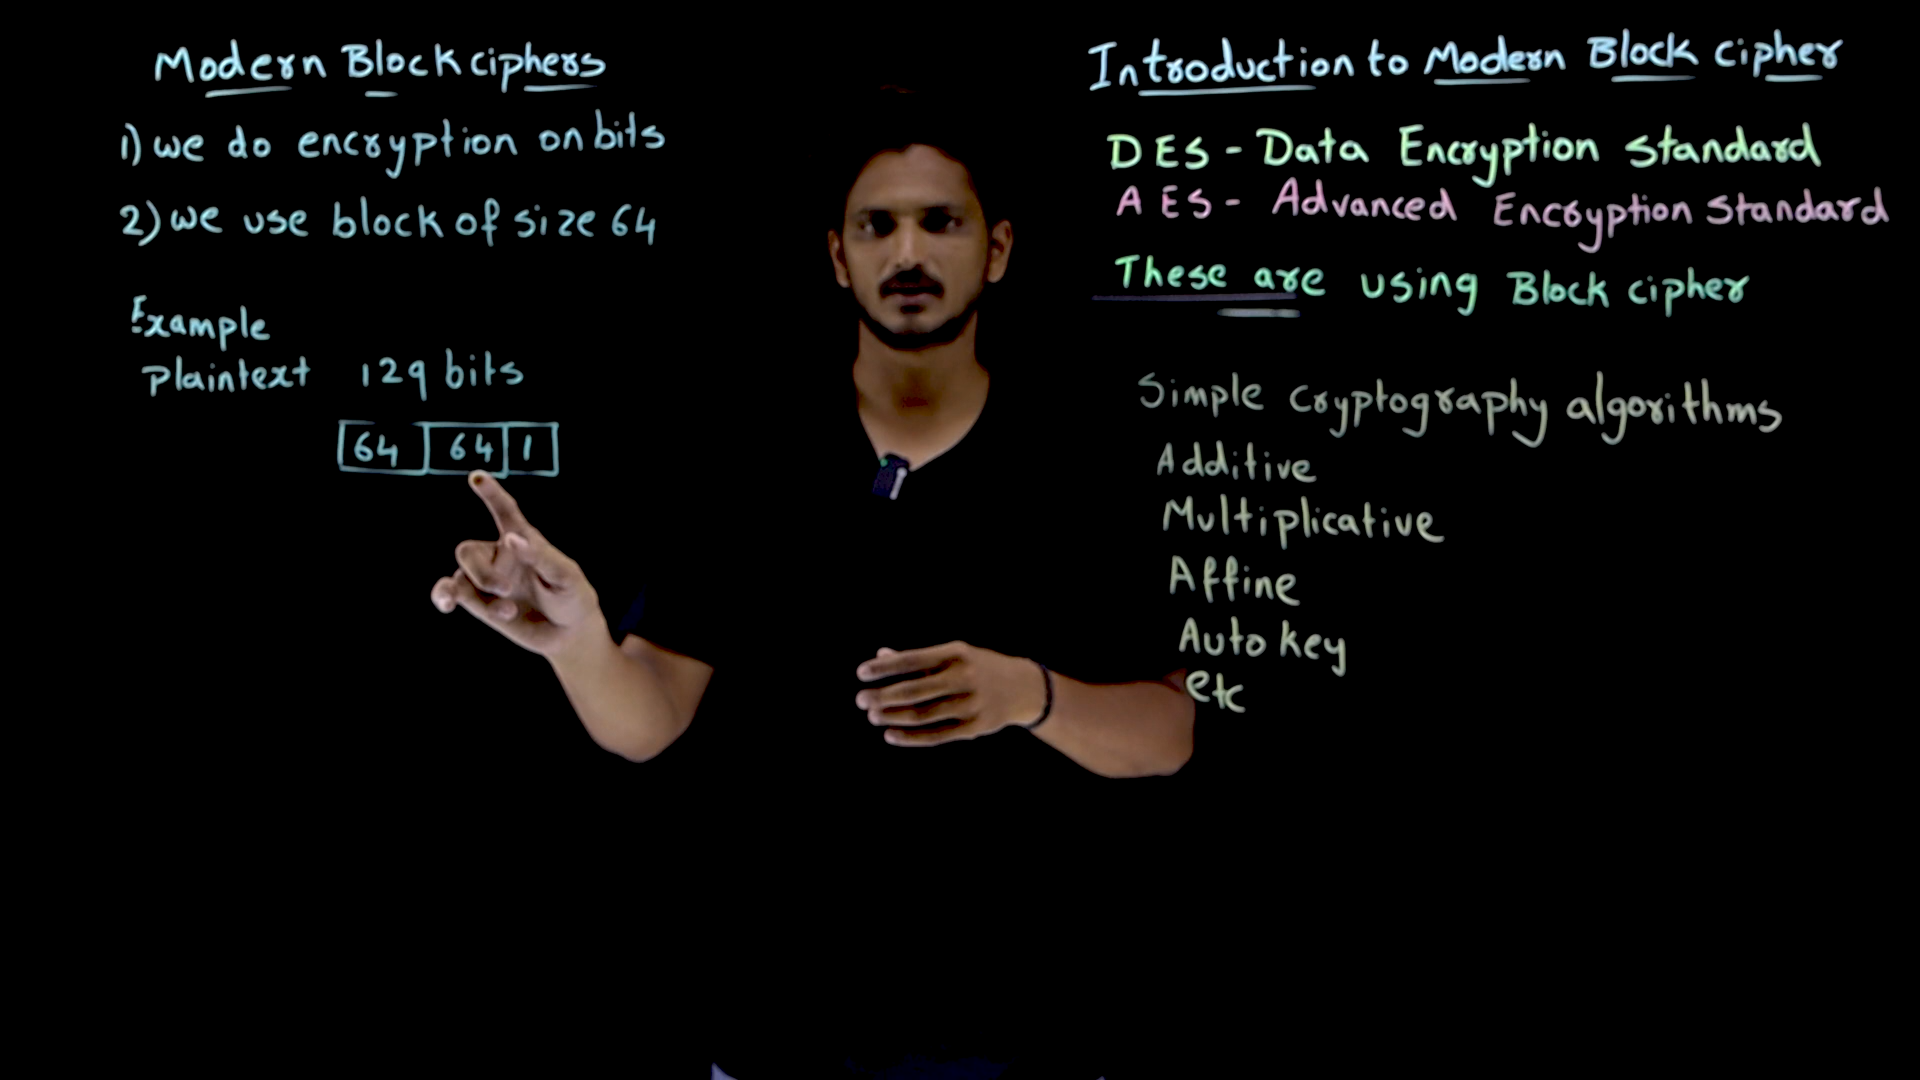 Modern Block ciphers
1) we do encryption on bits
2) we use block of size 64
Example
plaintext 129 bits
64 64 1
Introduction to Modern Block cipher
DES - Data Encryption Standard
AES - Advanced Encryption Standard
These are using Block cipher
Simple cryptography algorithms
Additive
Multiplicative
Affine
Auto key
etc